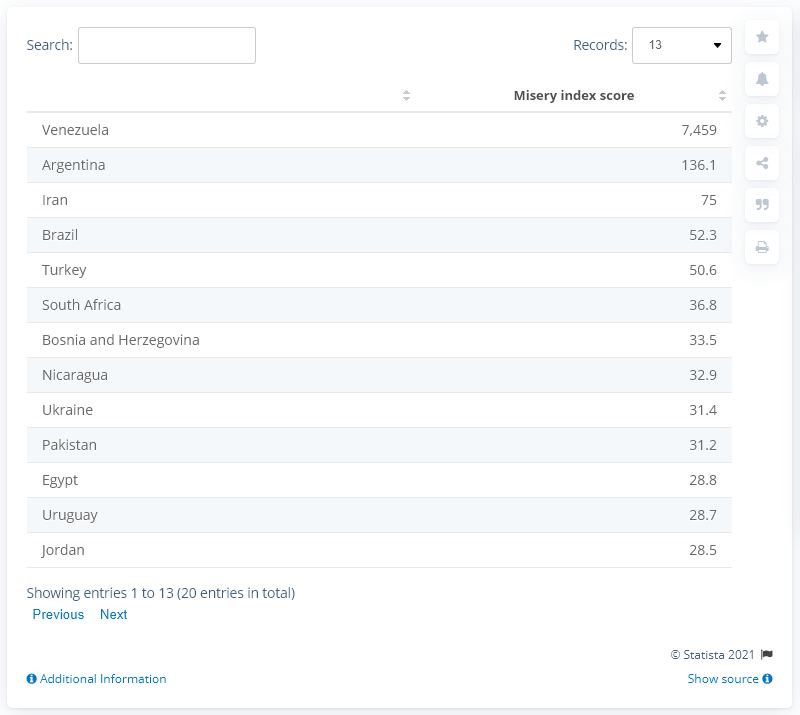 Search:
Records: 13
Misery index score
Venezuela 7,459
Argentina 136.1
Iran 75
Brazil 52.3
Turkey 50.6
South Africa 36.8
Bosnia and Herzegovina 33.5
Nicaragua 32.9
Ukraine 31.4
Pakistan 31.2
Egypt 28.8
Uruguay 28.7
Jordan 28.5
Showing entries 1 to 13 (20 entries in total)
Previous Next
© Statista 2021
Additional Information Show source